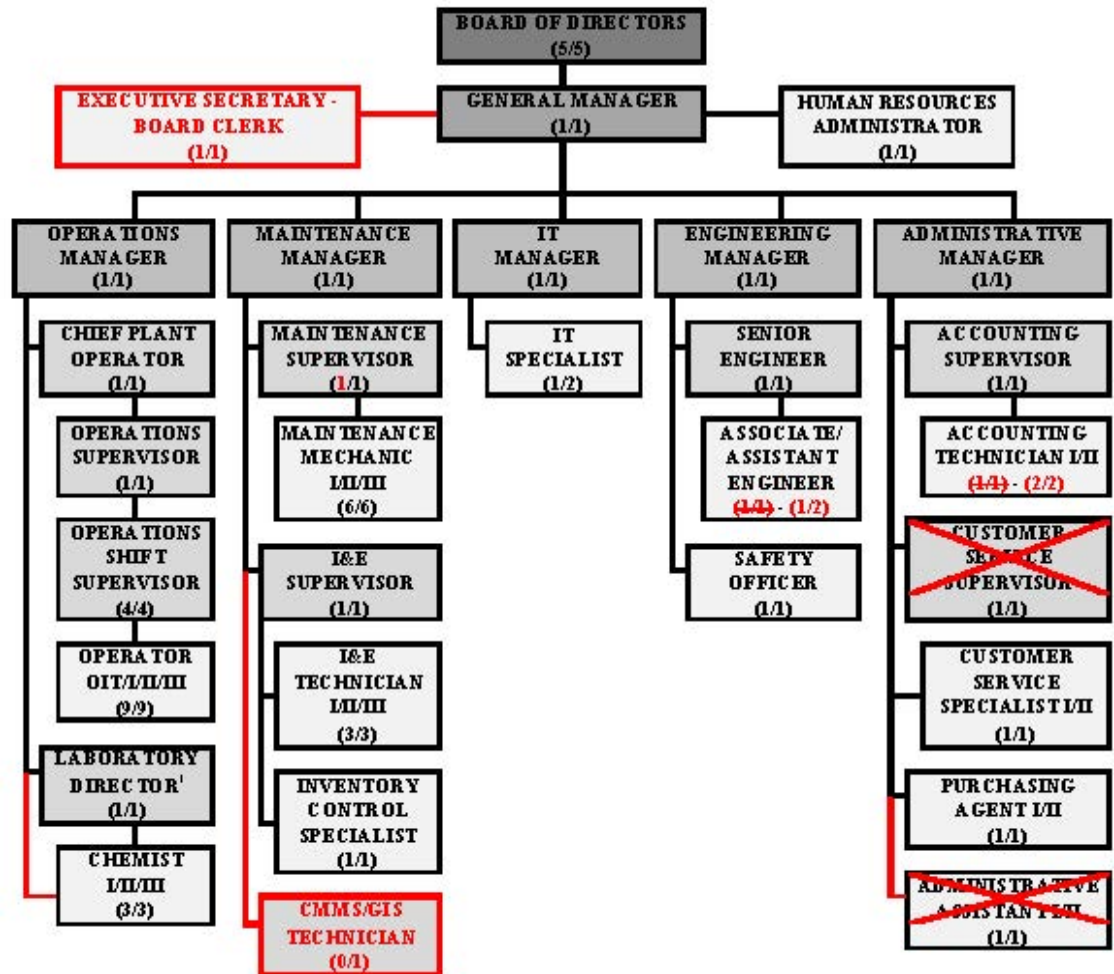 BOARD OF DIRECTORS
(5/5)
EXECUTIVE SECRETARY -
BOARD CLERK
(1/1)
GENERAL MANAGER
(1/1)
HUMAN RESOURCES
ADMINISTRATOR
(1/1)
OPERATIONS
MANAGER
(1/1)
MAINTENANCE
MANAGER
(1/1)
IT
MANAGER
(1/1)
ENGINEERING
MANAGER
(1/1)
ADMINISTRATIVE
MANAGER
(1/1)
CHIEF PLANT
OPERATOR
(1/1)
OPERATIONS
SUPERVISOR
(1/1)
OPERATIONS
SHIFT
SUPERVISOR
(4/4)
OPERATOR
OIT/I/II/III
(9/9)
LABORATORY
DIRECTOR¹
(1/1)
CHEMIST
I/II/III
(3/3)
MAINTENANCE
SUPERVISOR
(1/1)
MAINTENANCE
MECHANIC
I/II/III
(6/6)
I&E
SUPERVISOR
(1/1)
I&E
TECHNICIAN
I/II/III
(3/3)
INVENTORY
CONTROL
SPECIALIST
(1/1)
CMMS/GIS
TECHNICIAN
(0/1)
IT
SPECIALIST
(1/2)
SENIOR
ENGINEER
(1/1)
ASSOCIATE/
ASSISTANT
ENGINEER
(1/1) - (1/2)
SAFETY
OFFICER
(1/1)
ACCOUNTING
SUPERVISOR
(1/1)
ACCOUNTING
TECHNICIAN I/II
(1/1) - (2/2)
CUSTOMER
SERVICE
SUPERVISOR
(1/1)
CUSTOMER
SERVICE
SPECIALIST I/II
(1/1)
PURCHASING
AGENT I/II
(1/1)
ADMINISTRATIVE
ASSISTANT I/II
(1/1)